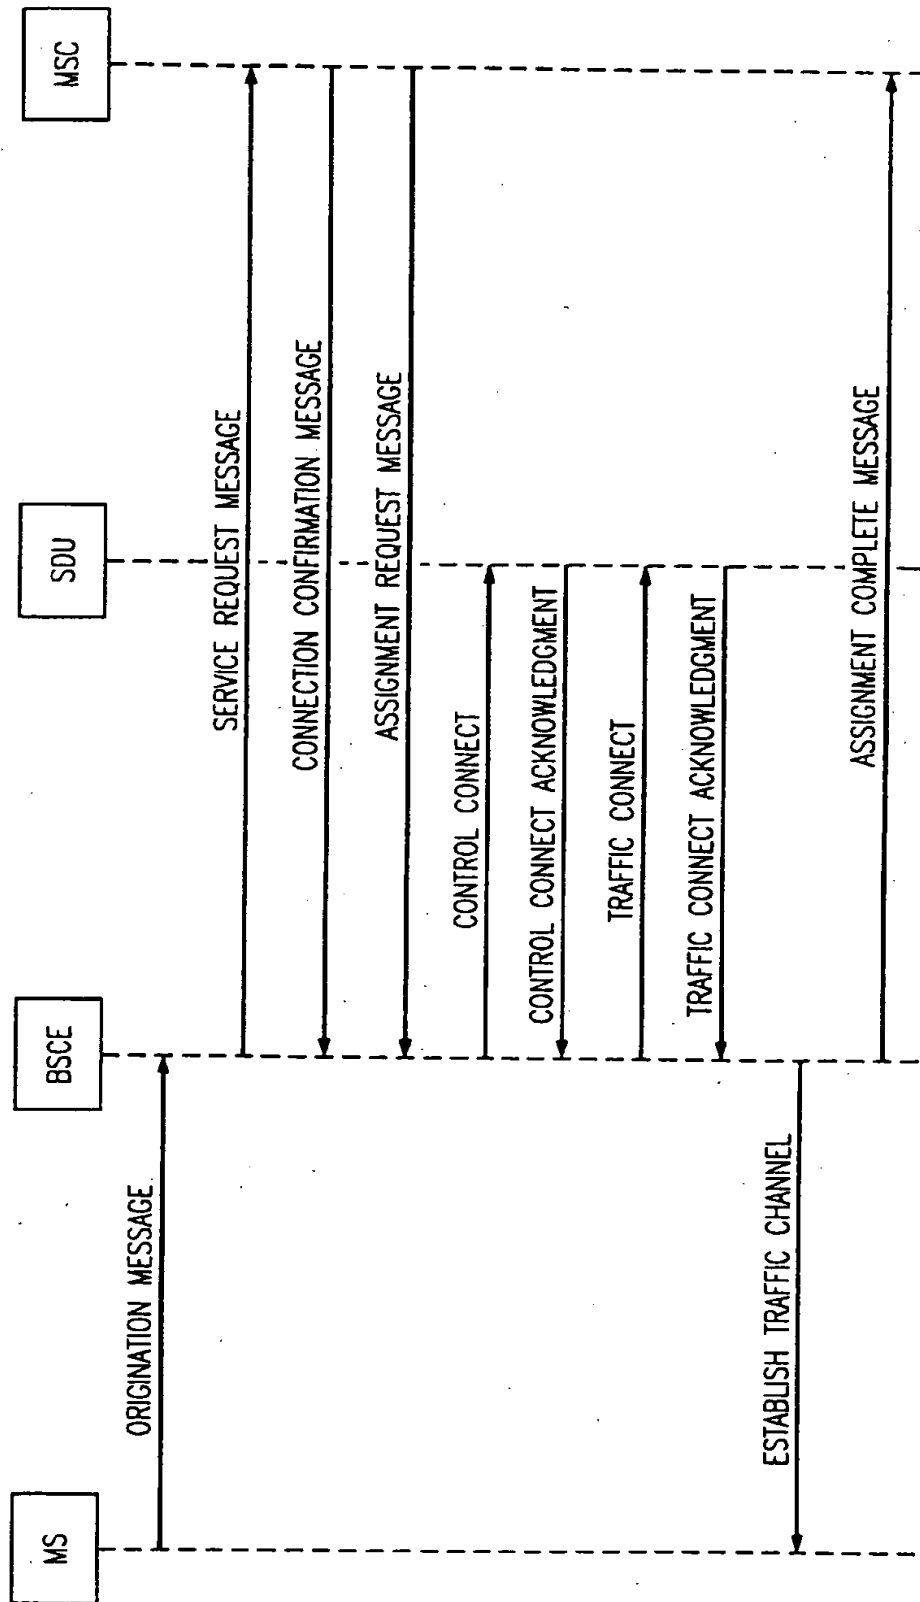 MS
BSCE
SDU
MSC
ORIGINATION MESSAGE
SERVICE REQUEST MESSAGE
CONNECTION CONFIRMATION MESSAGE
ASSIGNMENT REQUEST MESSAGE
CONTROL CONNECT
CONTROL CONNECT ACKNOWLEDGMENT
TRAFFIC CONNECT
TRAFFIC CONNECT ACKNOWLEDGMENT
ESTABLISH TRAFFIC CHANNEL
ASSIGNMENT COMPLETE MESSAGE